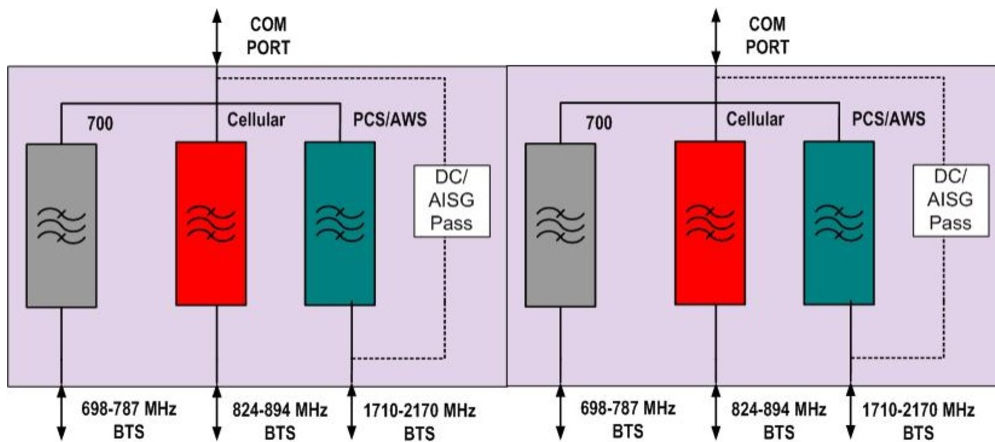 COM
PORT
COM
PORT
700
Cellular
PCS/AWS
700
Cellular
PCS/AWS
DC/
AISG
Pass
DC/
AISG
Pass
698-787 MHz
BTS
824-894 MHz
BTS
1710-2170 MHz
BTS
698-787 MHz
BTS
824-894 MHz
BTS
1710-2170 MHz
BTS